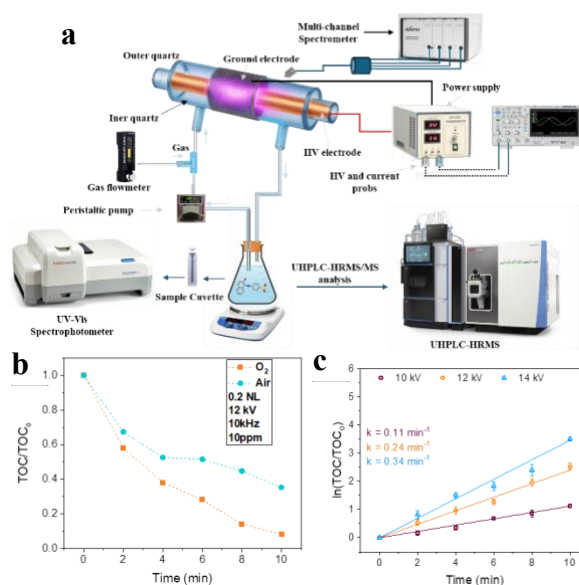 a
Multi-channel
Spectrometer
Outer quartz
Ground electrode
Power supply
Iner quartz
Gas
HV electrode
HV and current
probs
Gas flowmeter
Peristaltic pump
UHPLC-HRMS/MS
analysis
UV-Vis
Spectrophotometer
Sample Cuvette
UHPLC-HRMS
b
TOC/TOC₀
1.0
0.8
0.6
0.4
0.2
0.0
O₂
Air
0.2 NL
12 kV
10kHz
10ppm
0 2 4 6 8 10
Time (min)
c
ln(TOC/TOC₀)
10 kV 12 kV 14 kV
k = 0.11 min⁻¹
k = 0.24 min⁻¹
k = 0.34 min⁻¹
6
5
4
3
2
1
0
0 2 4 6 8 10
Time (min)